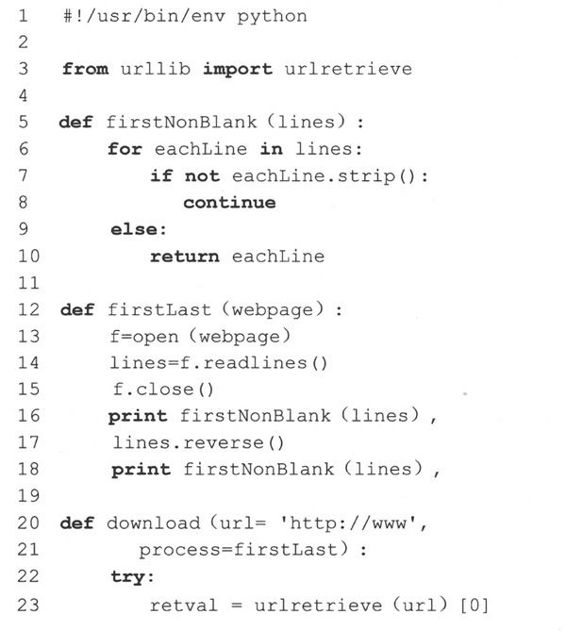 1 #!/usr/bin/env python
2
3 from urllib import urlretrieve
4
5 def firstNonBlank (lines) :
6 for eachLine in lines:
7 if not eachLine.strip():
8 continue
9 else:
10 return eachLine
11
12 def firstLast (webpage) :
13 f=open (webpage)
14 lines=f.readlines()
15 f.close()
16 print firstNonBlank (lines) ,
17 lines.reverse()
18 print firstNonBlank (lines) ,
19
20 def download (url= 'http://www',
21 process=firstLast) :
22 try:
23 retval = urlretrieve (url) [0]